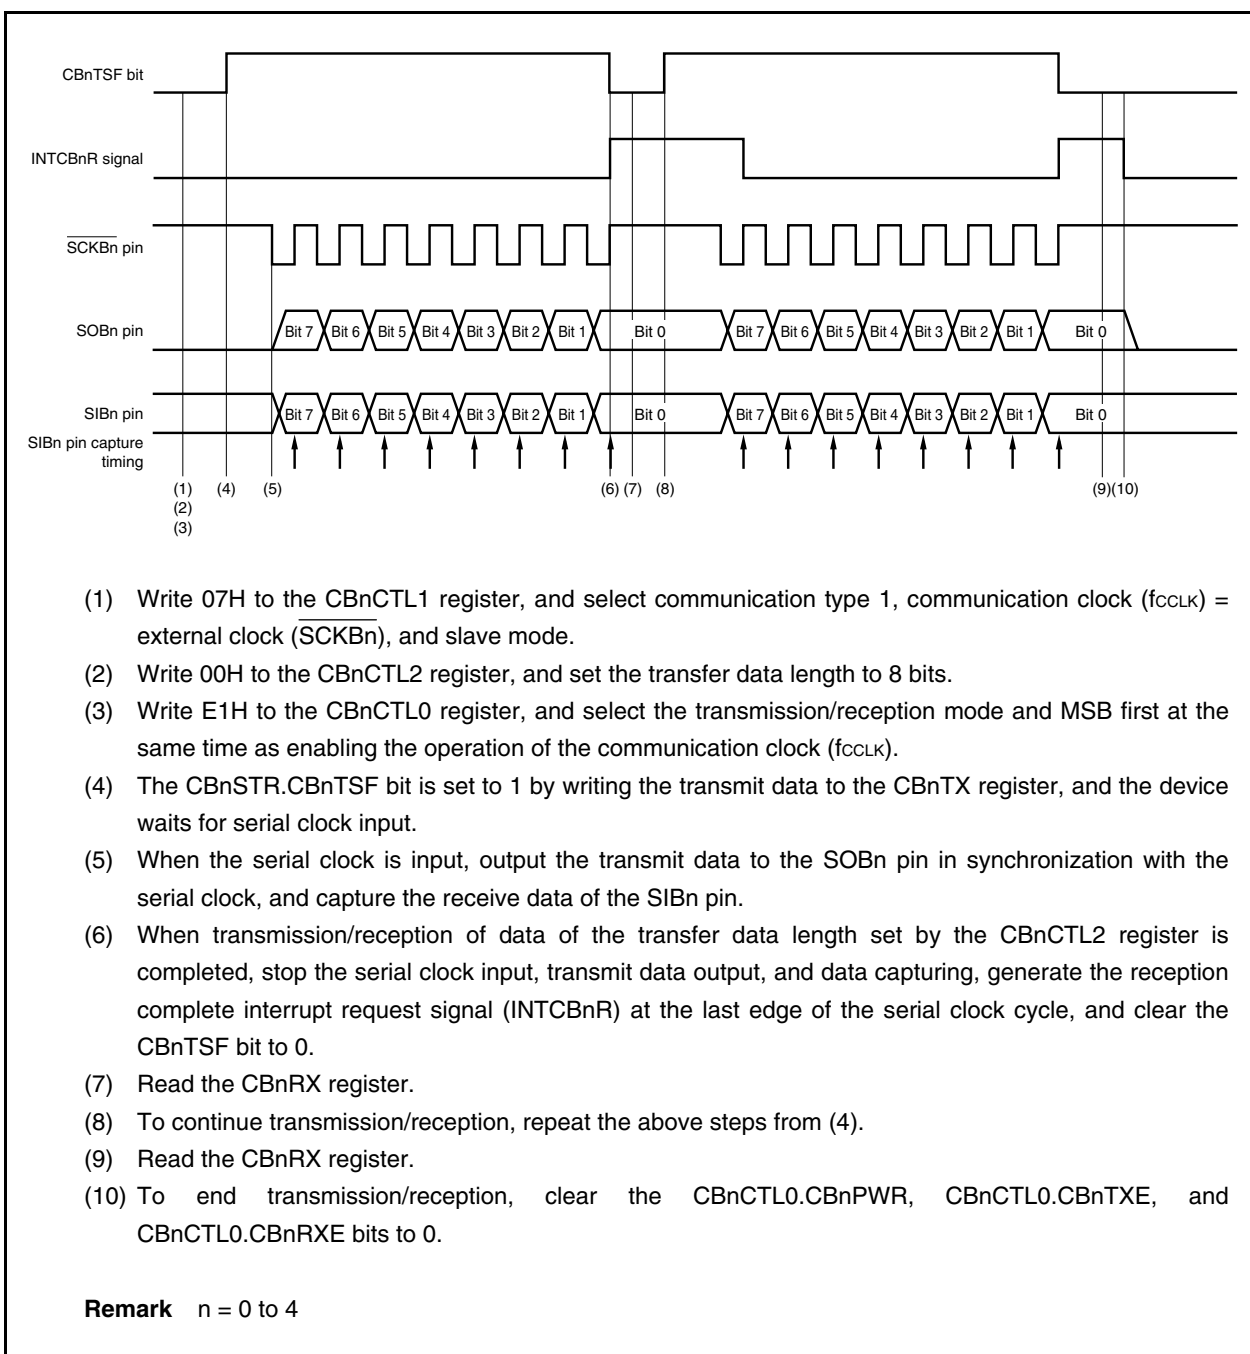 CBnTSF bit
INTCBnR signal
SCKBn pin
SOBn pin
Bit 7 Bit 6 Bit 5 Bit 4 Bit 3 Bit 2 Bit 1 Bit 0 Bit 7 Bit 6 Bit 5 Bit 4 Bit 3 Bit 2 Bit 1 Bit 0
SIBn pin
Bit 7 Bit 6 Bit 5 Bit 4 Bit 3 Bit 2 Bit 1 Bit 0 Bit 7 Bit 6 Bit 5 Bit 4 Bit 3 Bit 2 Bit 1 Bit 0
SIBn pin capture
timing
(1) (4) (5) (6) (7) (8) (9)(10)
(2)
(3)
(1) Write 07H to the CBnCTL1 register, and select communication type 1, communication clock (fCCLK) =
external clock (SCKBn), and slave mode.
(2) Write 00H to the CBnCTL2 register, and set the transfer data length to 8 bits.
(3) Write E1H to the CBnCTL0 register, and select the transmission/reception mode and MSB first at the
same time as enabling the operation of the communication clock (fCCLK).
(4) The CBnSTR.CBnTSF bit is set to 1 by writing the transmit data to the CBnTX register, and the device
waits for serial clock input.
(5) When the serial clock is input, output the transmit data to the SOBn pin in synchronization with the
serial clock, and capture the receive data of the SIBn pin.
(6) When transmission/reception of data of the transfer data length set by the CBnCTL2 register is
completed, stop the serial clock input, transmit data output, and data capturing, generate the reception
complete interrupt request signal (INTCBnR) at the last edge of the serial clock cycle, and clear the
CBnTSF bit to 0.
(7) Read the CBnRX register.
(8) To continue transmission/reception, repeat the above steps from (4).
(9) Read the CBnRX register.
(10) To end transmission/reception, clear the CBnCTL0.CBnPWR, CBnCTL0.CBnTXE, and
CBnCTL0.CBnRXE bits to 0.
Remark n = 0 to 4